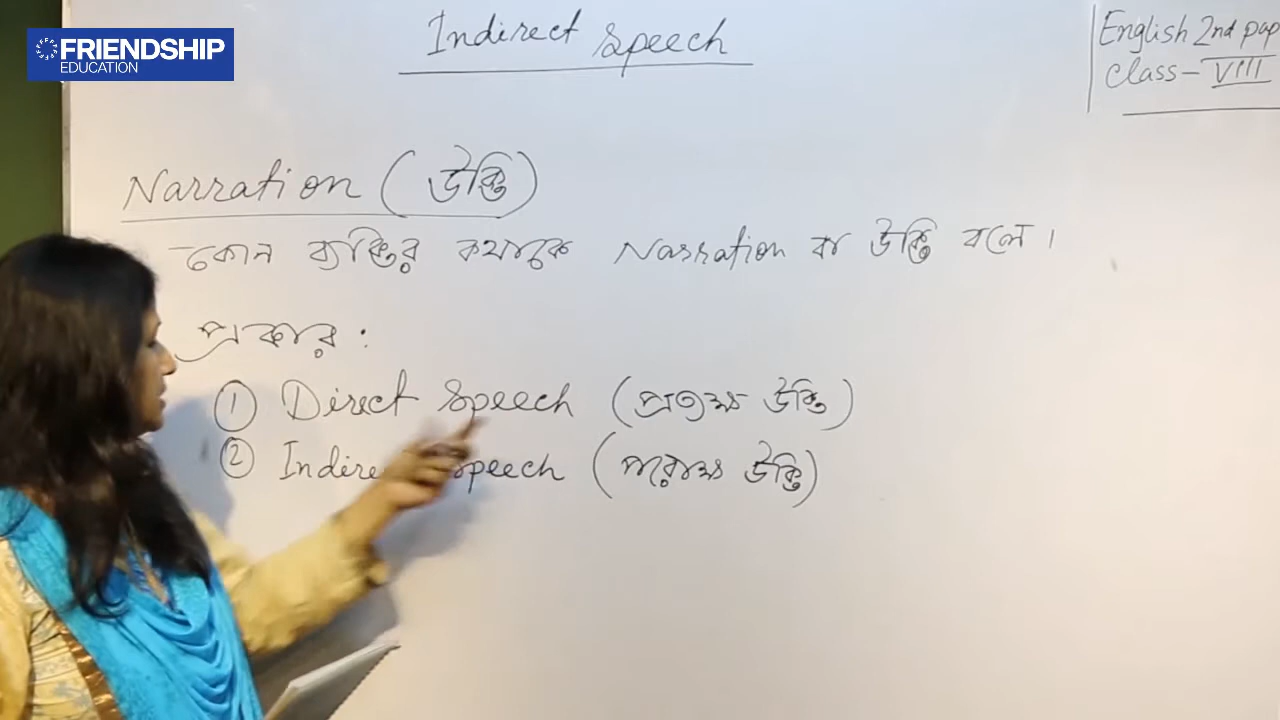 FRIENDSHIP
EDUCATION
Indirect Speech
English 2nd pap
Class - VIII
Narration (উক্তি)
কোন ব্যক্তির কথাকে Narration বা উক্তি বলে।
প্রকার:
① Direct Speech (প্রত্যক্ষ উক্তি)
② Indire Speech (পরোক্ষ উক্তি)